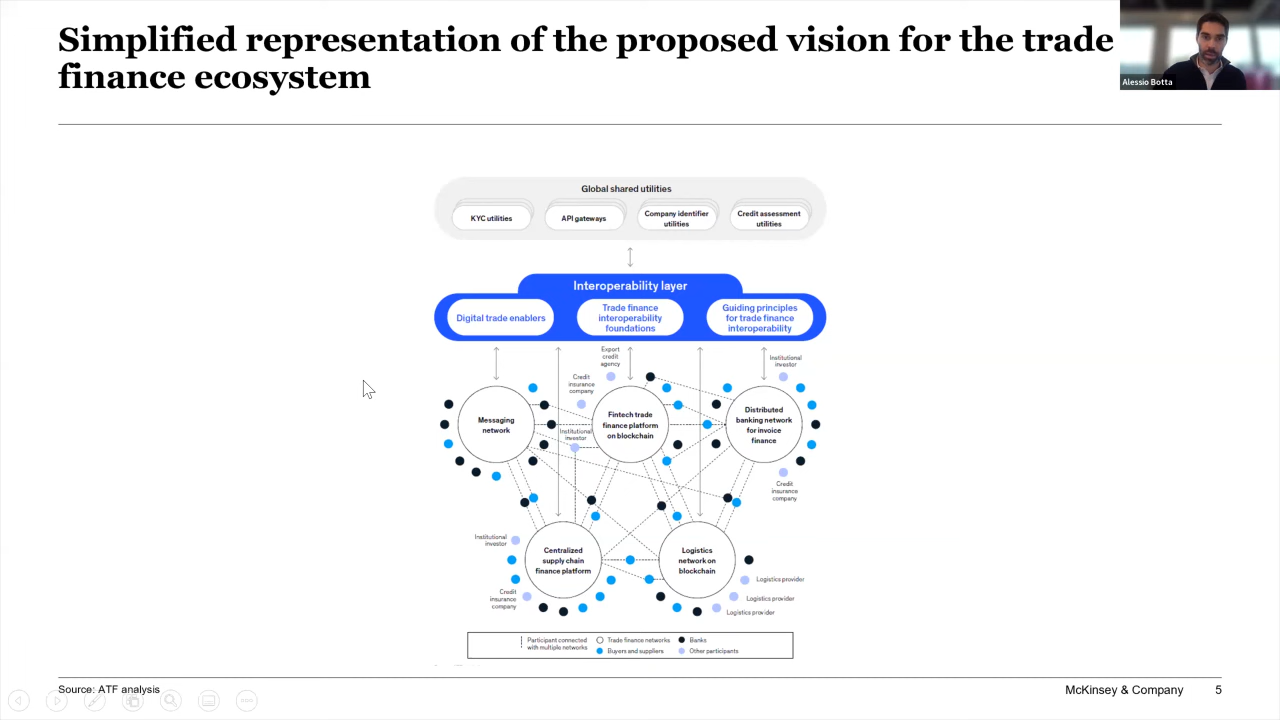 Simplified representation of the proposed vision for the trade
finance ecosystem
Alessio Botta
Global shared utilities
KYC utilities
API gateways
Company identifier
utilities
Credit assessment
utilities
Interoperability layer
Digital trade enablers
Trade finance
interoperability
foundations
Guiding principles
for trade finance
interoperability
Export
credit
agency
Institutional
investor
Credit
insurance
company
Messaging
network
Institutional
investor
Fintech trade
finance platform
on blockchain
Distributed
banking network
for invoice
finance
Credit
insurance
company
Institutional
investor
Centralized
supply chain
finance platform
Logistics
network on
blockchain
Credit
insurance
company
Logistics provider
Logistics provider
Logistics provider
Participant connected
with multiple networks
Trade finance networks
Banks
Buyers and suppliers
Other participants
Source: ATF analysis
McKinsey & Company
5